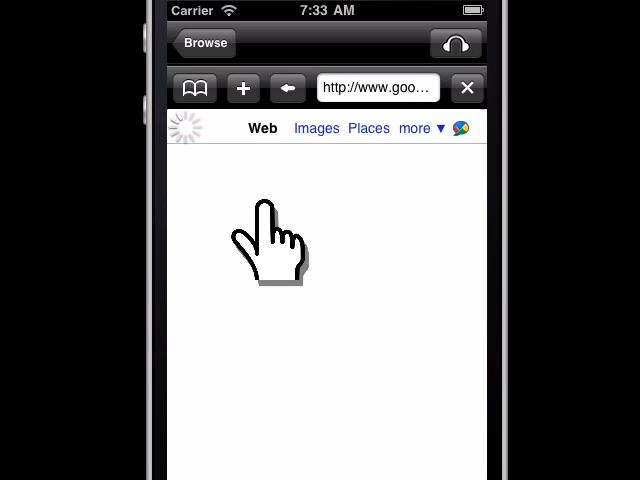 Carrier 7:33 AM
Browse
http://www.goo...
Web Images Places more ▼